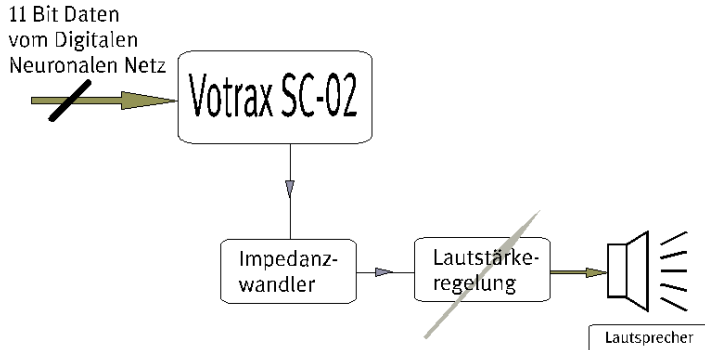 11 Bit Daten
vom Digitalen
Neuronalen Netz
Votrax SC-02
Impedanz-
wandler
Lautstärke-
regelung
Lautsprecher